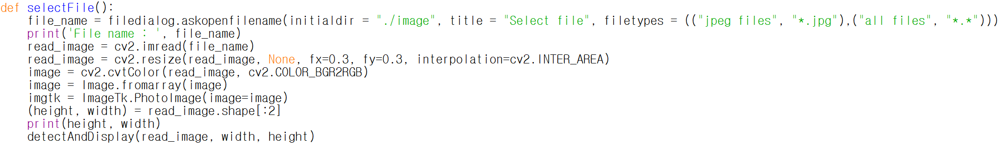 def selectFile():
    file_name = filedialog.askopenfilename(initialdir = "./image", title = "Select file", filetypes = (("jpeg files", "*.jpg"),("all files", "*.*")))
    print('File name : ', file_name)
    read_image = cv2.imread(file_name)
    read_image = cv2.resize(read_image, None, fx=0.3, fy=0.3, interpolation=cv2.INTER_AREA)
    image = cv2.cvtColor(read_image, cv2.COLOR_BGR2RGB)
    image = Image.fromarray(image)
    imgtk = ImageTk.PhotoImage(image=image)
    (height, width) = read_image.shape[:2]
    print(height, width)
    detectAndDisplay(read_image, width, height)